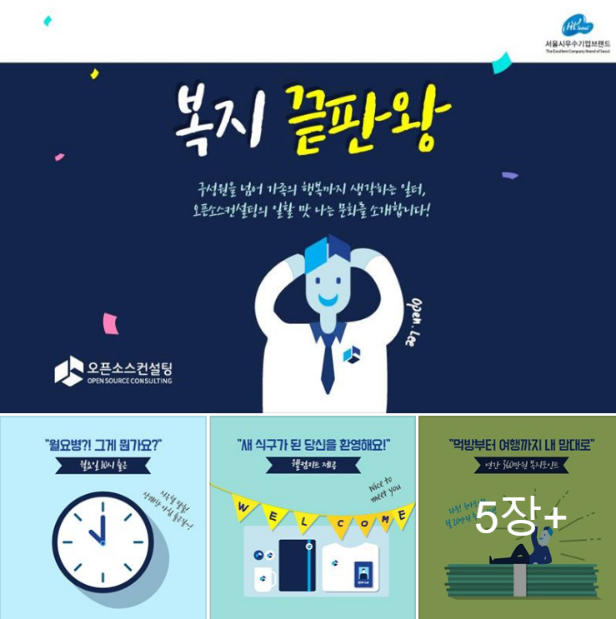 Hi Seoul
서울시우수기업브랜드
The Excellent Company Brand of Seoul
복지 끝판왕
구성원을 넘어 가족의 행복까지 생각하는 일터,
오픈소스컨설팅의 일할 맛 나는 문화를 소개합니다!
Open. Lee
오픈소스컨설팅
OPEN SOURCE CONSULTING
"월요병?! 그게 뭔가요?"
월요일 10시 출근
"새 식구가 된 당신을 환영해요!"
웰컴키트 제공
Nice to
meet you
WELCOME
"먹방부터 여행까지 내 맘대로"
연간 360만원 복지포인트
5장+